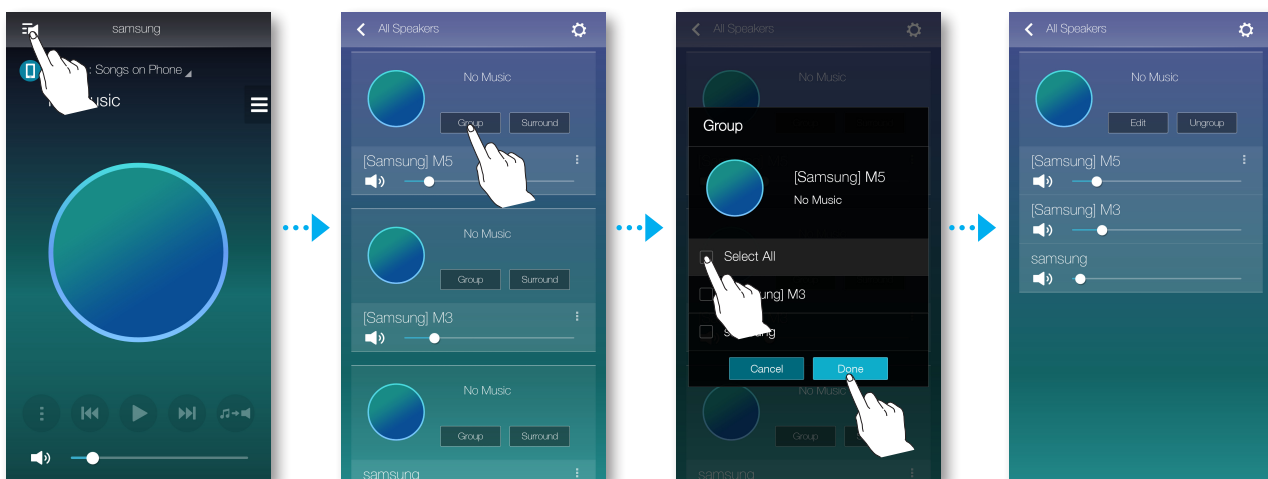 samsung
: Songs on Phone
usic
All Speakers
No Music
Group Surround
[Samsung] M5
No Music
Group Surround
[Samsung] M3
No Music
Group Surround
samsung
All Speakers
No Music
Group
[Samsung] M5
No Music
Select All
ung] M3
s ng
Cancel Done
No Music
Group
samsung
All Speakers
No Music
Edit Ungroup
[Samsung] M5
[Samsung] M3
samsung